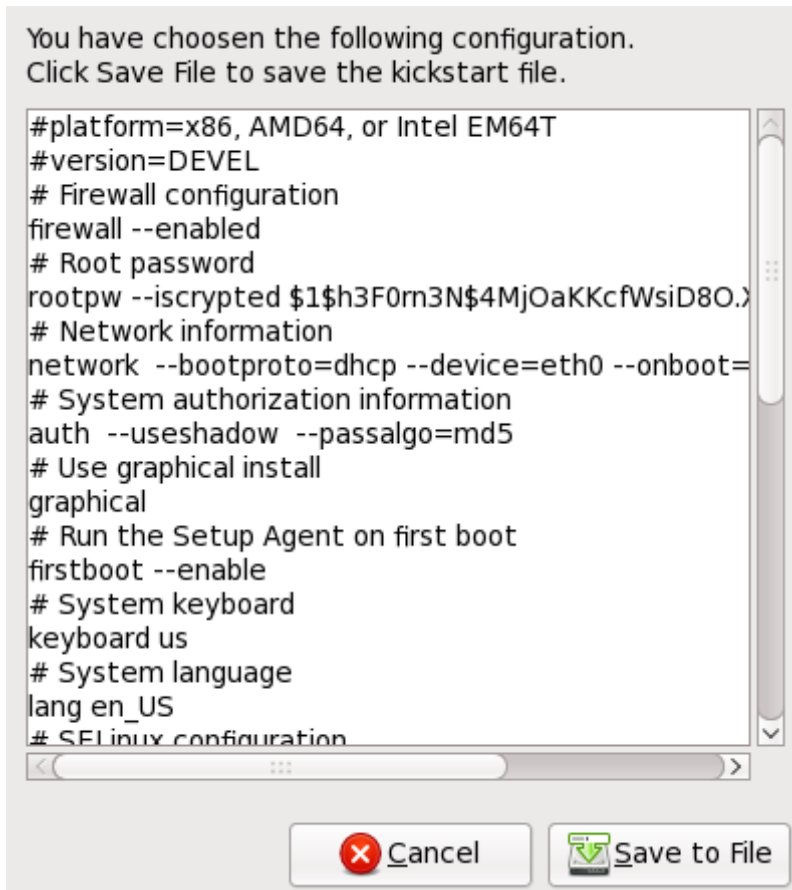 You have choosen the following configuration.
Click Save File to save the kickstart file.
#platform=x86, AMD64, or Intel EM64T
#version=DEVEL
# Firewall configuration
firewall --enabled
# Root password
rootpw --iscrypted $1$h3F0rn3N$4MjOaKKcfWsiD8O.X
# Network information
network  --bootproto=dhcp --device=eth0 --onboot=
# System authorization information
auth  --useshadow  --passalgo=md5
# Use graphical install
graphical
# Run the Setup Agent on first boot
firstboot --enable
# System keyboard
keyboard us
# System language
lang en_US
# SELinux configuration
Cancel
Save to File